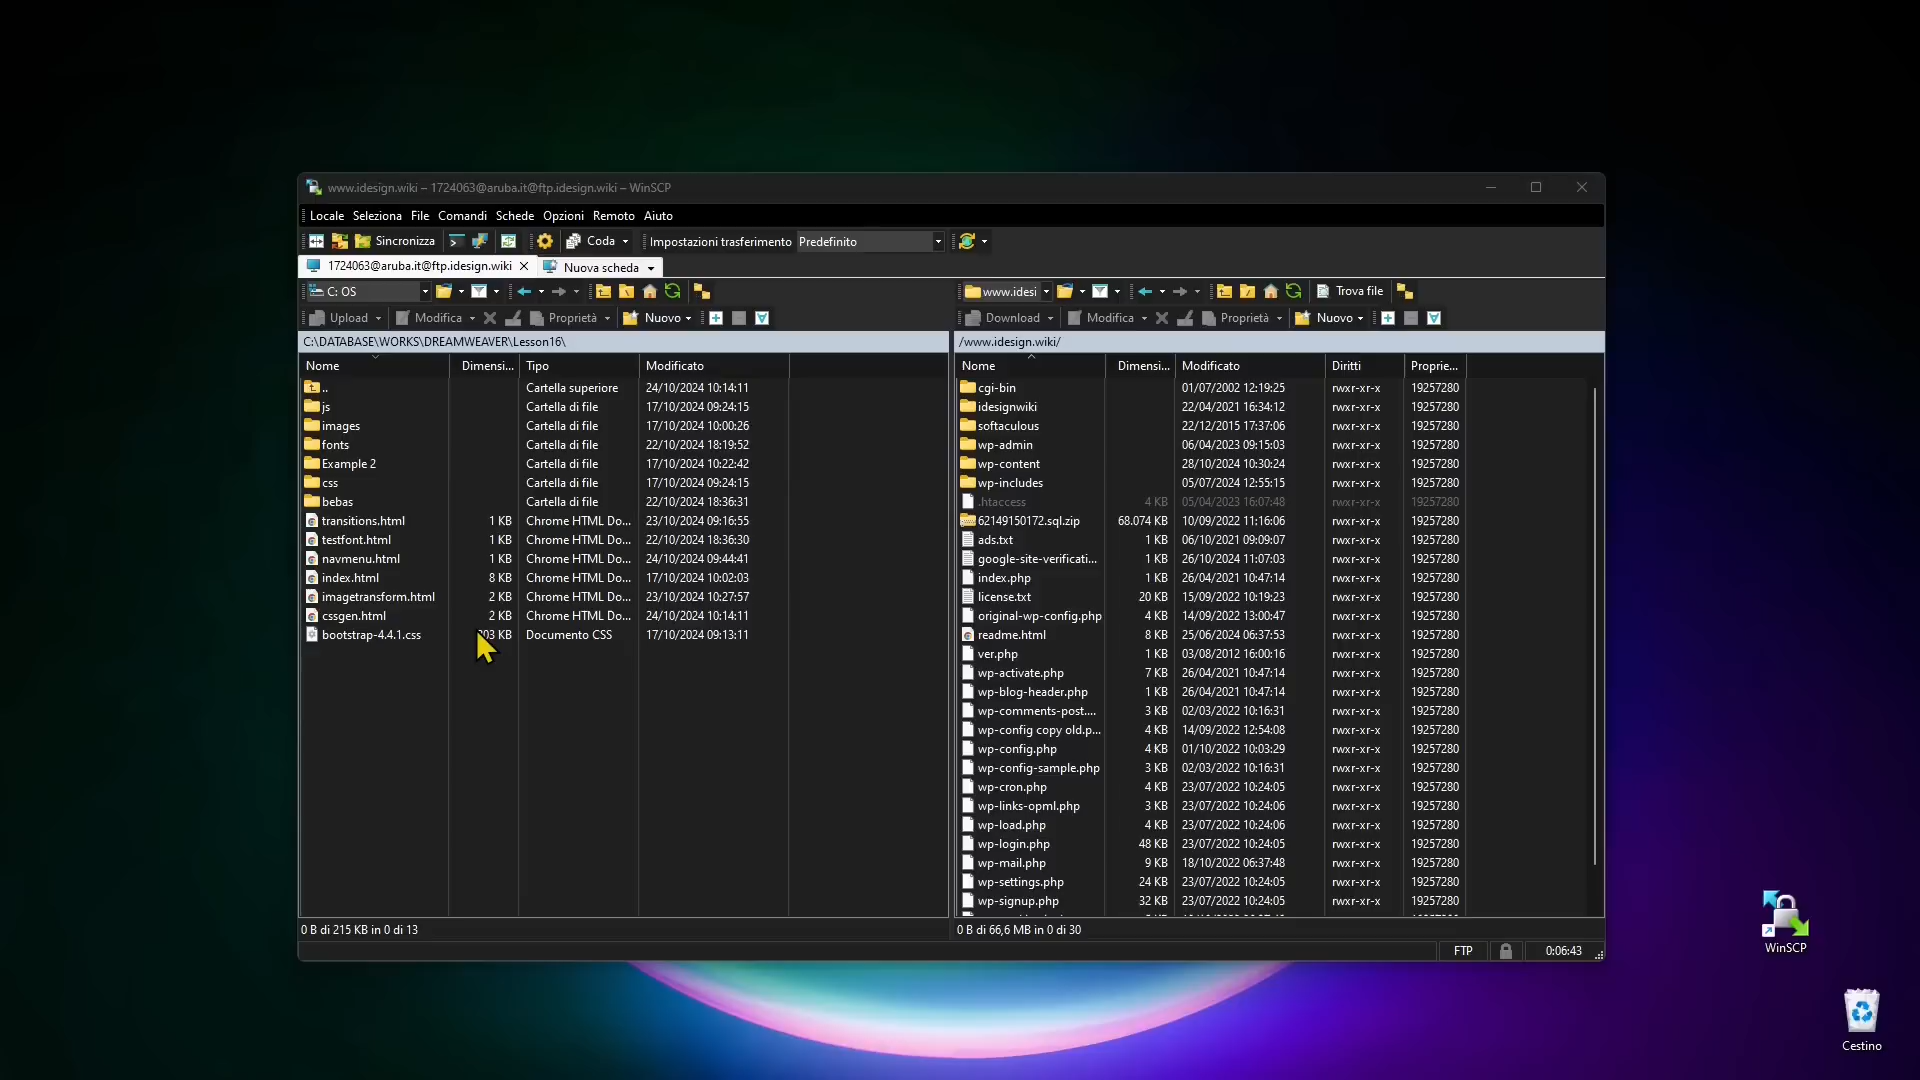 www.idesign.wiki – 1724063@aruba.it@ftp.idesign.wiki – WinSCP
Locale Seleziona File Comandi Schede Opzioni Remoto Aiuto
Sincronizza Coda Impostazioni trasferimento Predefinito
1724063@aruba.it@ftp.idesign.wiki Nuova scheda
C: OS www.idesi Trova file
Upload Modifica Proprietà Nuovo Download Modifica Proprietà Nuovo
C:\DATABASE\WORKS\DREAMWEAVER\Lesson16\
Nome Dimensi... Tipo Modificato
.. Cartella superiore 24/10/2024 10:14:11
js Cartella di file 17/10/2024 09:24:15
images Cartella di file 17/10/2024 10:00:26
fonts Cartella di file 22/10/2024 18:19:52
Example 2 Cartella di file 17/10/2024 10:22:42
css Cartella di file 17/10/2024 09:24:15
bebas Cartella di file 22/10/2024 18:36:31
transitions.html 1 KB Chrome HTML Do... 23/10/2024 09:16:55
testfont.html 1 KB Chrome HTML Do... 22/10/2024 18:36:30
navmenu.html 1 KB Chrome HTML Do... 24/10/2024 09:44:41
index.html 8 KB Chrome HTML Do... 17/10/2024 10:02:03
imagetransform.html 2 KB Chrome HTML Do... 23/10/2024 10:27:57
cssgen.html 2 KB Chrome HTML Do... 24/10/2024 10:14:11
bootstrap-4.4.1.css KB Documento CSS 17/10/2024 09:13:11
0 B di 215 KB in 0 di 13
/www.idesign.wiki/
Nome Dimensi... Modificato Diritti Proprie...
cgi-bin 01/07/2002 12:19:25 rwxr-xr-x 19257280
idesignwiki 22/04/2021 16:34:12 rwxr-xr-x 19257280
softaculous 22/12/2015 17:37:06 rwxr-xr-x 19257280
wp-admin 06/04/2023 09:15:03 rwxr-xr-x 19257280
wp-content 28/10/2024 10:30:24 rwxr-xr-x 19257280
wp-includes 05/07/2024 12:55:15 rwxr-xr-x 19257280
.htaccess 4 KB 05/04/2023 16:07:48 rwxr-xr-x 19257280
62149150172.sql.zip 68.074 KB 10/09/2022 11:16:06 rwxr-xr-x 19257280
ads.txt 1 KB 06/10/2021 09:09:07 rwxr-xr-x 19257280
google-site-verificati... 1 KB 26/10/2024 11:07:03 rwxr-xr-x 19257280
index.php 1 KB 26/04/2021 10:47:14 rwxr-xr-x 19257280
license.txt 20 KB 15/09/2022 10:19:23 rwxr-xr-x 19257280
original-wp-config.php 4 KB 14/09/2022 13:00:47 rwxr-xr-x 19257280
readme.html 8 KB 25/06/2024 06:37:53 rwxr-xr-x 19257280
ver.php 1 KB 03/08/2012 16:00:16 rwxr-xr-x 19257280
wp-activate.php 7 KB 26/04/2021 10:47:14 rwxr-xr-x 19257280
wp-blog-header.php 1 KB 26/04/2021 10:47:14 rwxr-xr-x 19257280
wp-comments-post.... 3 KB 02/03/2022 10:16:31 rwxr-xr-x 19257280
wp-config copy old.p... 4 KB 14/09/2022 12:54:08 rwxr-xr-x 19257280
wp-config.php 4 KB 01/10/2022 10:03:29 rwxr-xr-x 19257280
wp-config-sample.php 3 KB 02/03/2022 10:16:31 rwxr-xr-x 19257280
wp-cron.php 4 KB 23/07/2022 10:24:05 rwxr-xr-x 19257280
wp-links-opml.php 3 KB 23/07/2022 10:24:06 rwxr-xr-x 19257280
wp-load.php 4 KB 23/07/2022 10:24:06 rwxr-xr-x 19257280
wp-login.php 48 KB 23/07/2022 10:24:05 rwxr-xr-x 19257280
wp-mail.php 9 KB 18/10/2022 06:37:48 rwxr-xr-x 19257280
wp-settings.php 24 KB 23/07/2022 10:24:05 rwxr-xr-x 19257280
wp-signup.php 32 KB 23/07/2022 10:24:05 rwxr-xr-x 19257280
0 B di 66,6 MB in 0 di 30
FTP 0:06:43
WinSCP
Cestino